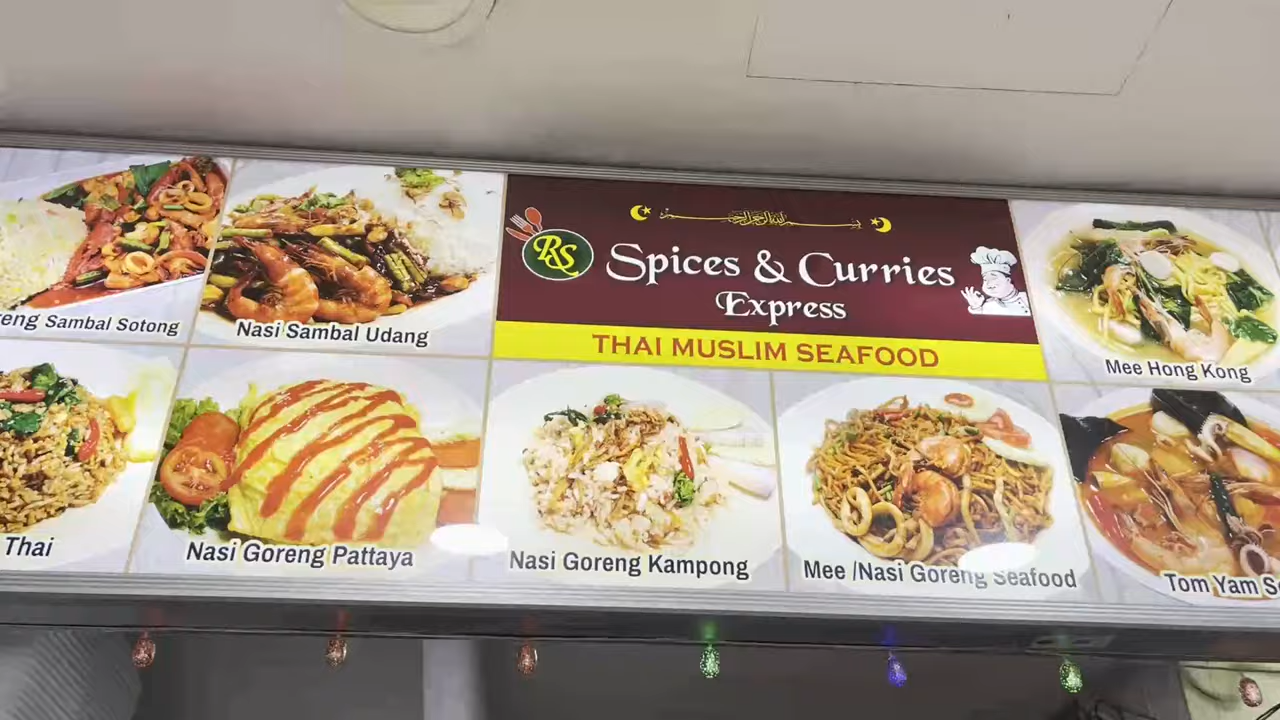 RS
Spices & Curries
Express
THAI MUSLIM SEAFOOD
Sambal Sotong
Nasi Sambal Udang
Mee Hong Kong
Thai
Nasi Goreng Pattaya
Nasi Goreng Kampong
Mee /Nasi Goreng Seafood
Tom Yam